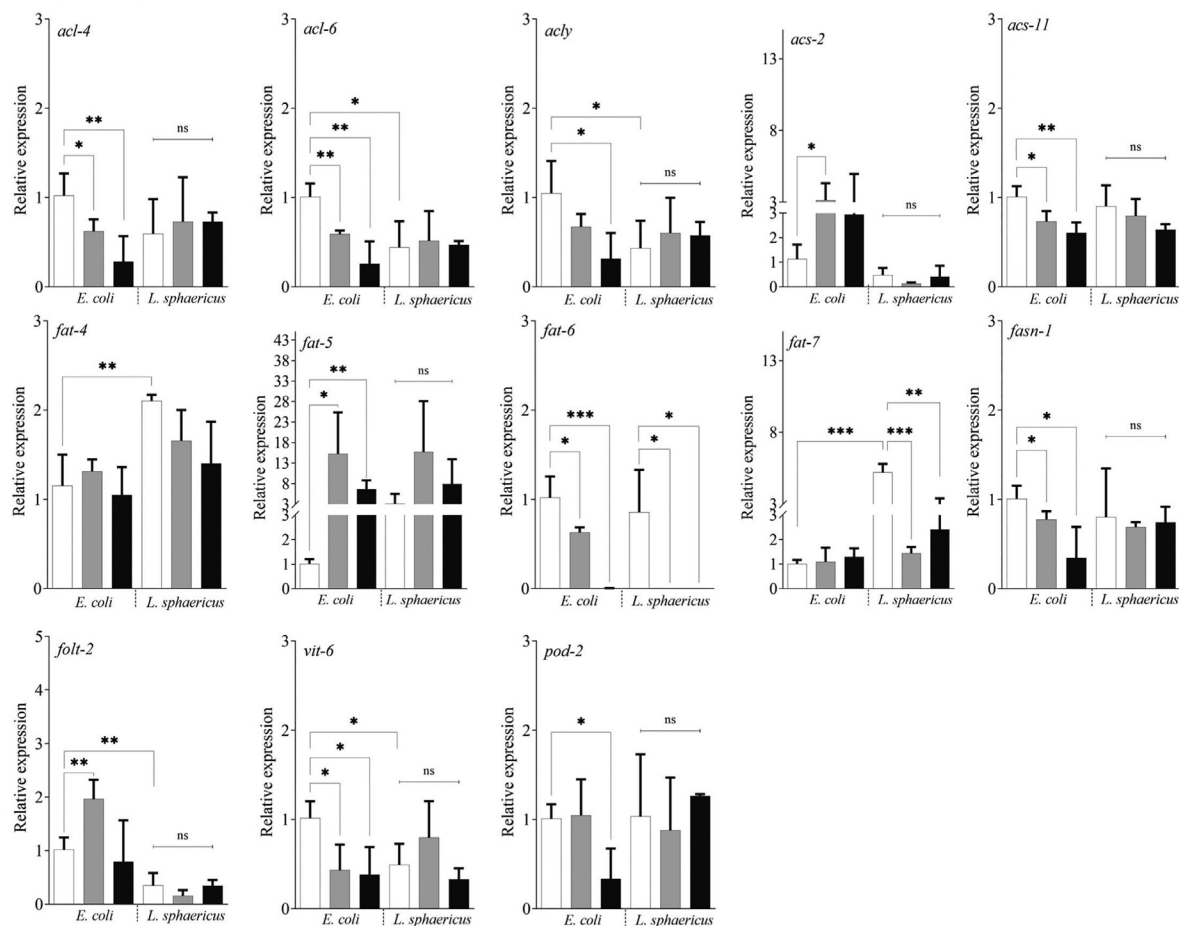 acl-4
3
2
1
0
Relative expression
**
*
ns
E. coli
L. sphaericus
acl-6
3
2
1
0
Relative expression
*
**
**
E. coli
L. sphaericus
acly
3
2
1
0
Relative expression
*
*
ns
E. coli
L. sphaericus
acs-2
13
8
3
3
2
1
0
Relative expression
*
ns
E. coli
L. sphaericus
acs-11
3
2
1
0
Relative expression
**
*
ns
E. coli
L. sphaericus
fat-4
3
2
1
0
Relative expression
**
E. coli
L. sphaericus
fat-5
43
38
33
28
23
18
13
8
3
3
2
1
0
Relative expression
**
*
ns
E. coli
L. sphaericus
fat-6
3
2
1
0
Relative expression
***
*
*
*
E. coli
L. sphaericus
fat-7
13
8
3
3
2
1
0
Relative expression
***
**
***
E. coli
L. sphaericus
fasn-1
3
2
1
0
Relative expression
*
*
ns
E. coli
L. sphaericus
folt-2
5
4
3
2
1
0
Relative expression
**
**
ns
E. coli
L. sphaericus
vit-6
3
2
1
0
Relative expression
*
*
*
ns
E. coli
L. sphaericus
pod-2
3
2
1
0
Relative expression
*
ns
E. coli
L. sphaericus